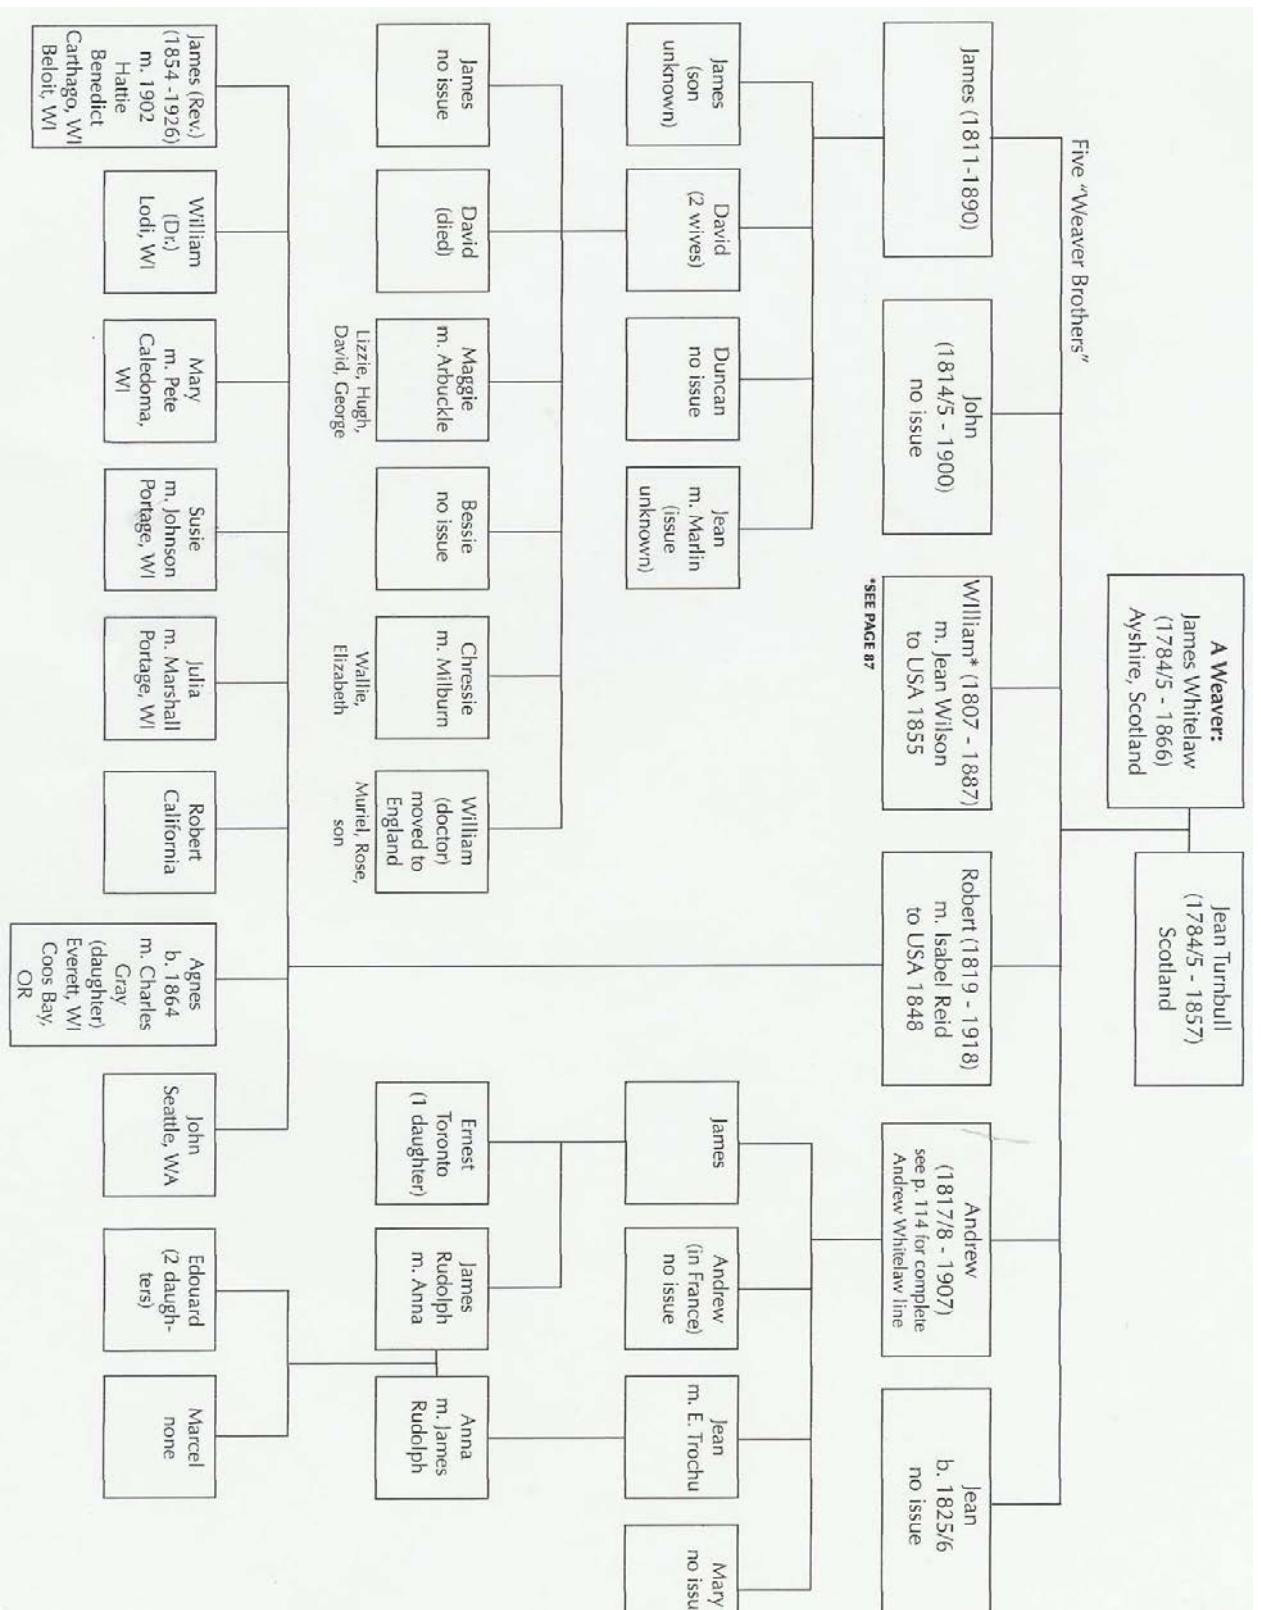 A Weaver:
James Whitelaw
(1784/5 - 1866)
Ayshire, Scotland
Jean Turnbull
(1784/5 - 1857)
Scotland
Five "Weaver Brothers"
James (1811-1890)
John
(1814/5 - 1900)
no issue
WIlliam* (1807 - 1887)
m. Jean Wilson
to USA 1855
*SEE PAGE 87
Robert (1819 - 1918)
m. Isabel Reid
to USA 1848
Andrew
(1817/8 - 1907)
see p. 114 for complete
Andrew Whitelaw line
Jean
b. 1825/6
no issue
James
(son
unknown)
David
(2 wives)
Duncan
no issue
Jean
m. Marlin
(issue
unknown)
James
Andrew
(in France)
no issue
Jean
m. E. Trochu
Mary
no issu
James
no issue
David
(died)
Maggie
m. Arbuckle
Lizzie, Hugh,
David, George
Bessie
no issue
Chressie
m. Milburn
Wallie,
Elizabeth
William
(doctor)
moved to
England
Muriel, Rose,
son
Ernest
Toronto
(1 daughter)
James
Rudolph
m. Anna
Anna
m. James
Rudolph
James (Rev.)
(1854 -1926)
m. 1902
Hattie
Benedict
Carthago, WI
Beloit, WI
William
(Dr.)
Lodi, WI
Mary
m. Pete
Caledoma,
WI
Susie
m. Johnson
Portage, WI
Julia
m. Marshall
Portage, WI
Robert
California
Agnes
b. 1864
m. Charles
Gray
(daughter)
Everett, WI
Coos Bay,
OR
John
Seattle, WA
Edouard
(2 daugh-
ters)
Marcel
none